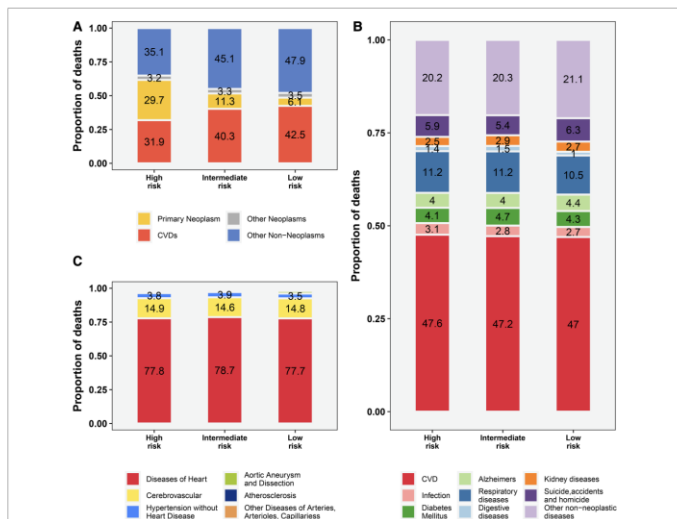 A
Proportion of deaths
1.00
0.75
0.50
0.25
0.00
35.1
3.2
29.7
31.9
45.1
3.3
11.3
40.3
47.9
3.5
6.1
42.5
High
risk
Intermediate
risk
Low
risk
Primary Neoplasm
CVDs
Other Neoplasms
Other Non-Neoplasms
C
Proportion of deaths
1.00
0.75
0.50
0.25
0.00
3.8
14.9
77.8
3.9
14.6
78.7
3.5
14.8
77.7
High
risk
Intermediate
risk
Low
risk
Diseases of Heart
Cerebrovascular
Hypertension without
Heart Disease
Aortic Aneurysm
and Dissection
Atherosclerosis
Other Diseases of Arteries,
Arterioles, Capillariess
B
Proportion of deaths
1.00
0.75
0.50
0.25
0.00
20.2
5.9
2.5
1.4
11.2
4
4.1
3.1
47.6
20.3
5.4
2.9
1.5
11.2
4
4.7
2.8
47.2
21.1
6.3
2.7
1
10.5
4.4
4.3
2.7
47
High
risk
Intermediate
risk
Low
risk
CVD
Infection
Diabetes
Mellitus
Alzheimers
Respiratory
diseases
Digestive
diseases
Kidney diseases
Suicide,accidents
and homicide
Other non-neoplastic
diseases